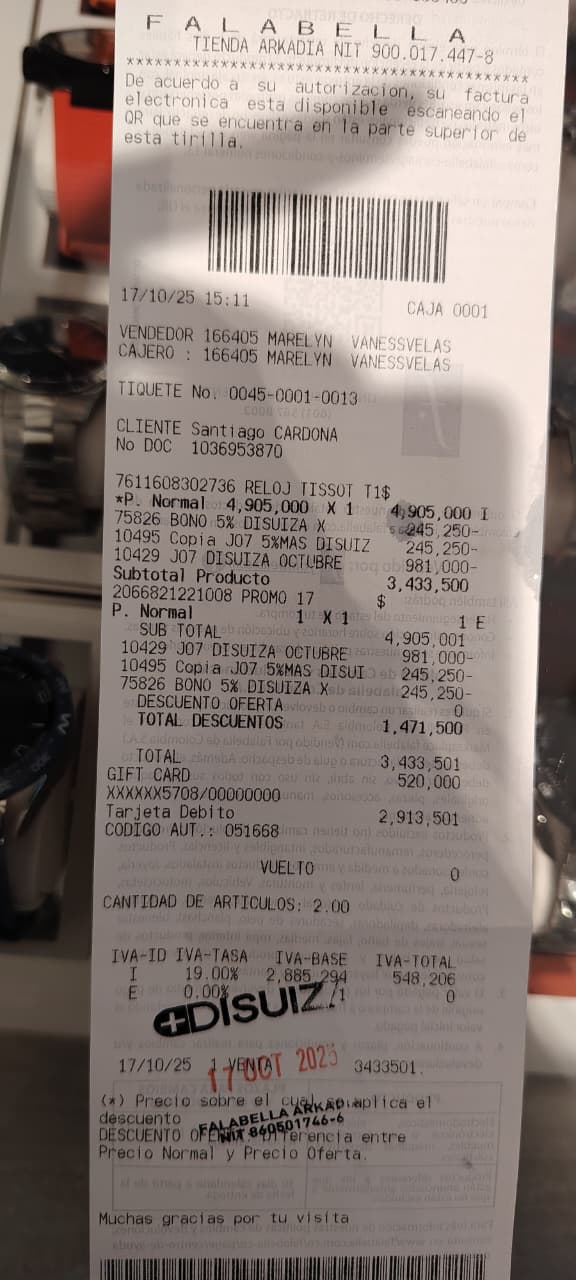 F A L A B E L L A
TIENDA ARKADIA NIT 900.017.447-8
******************************************
De acuerdo a su autorizacion, su factura
electronica esta disponible escaneando el
QR que se encuentra en la parte superior de
esta tirilla.
17/10/25 15:11 CAJA 0001
VENDEDOR 166405 MARELYN VANESSVELAS
CAJERO : 166405 MARELYN VANESSVELAS
TIQUETE No. 0045-0001-0013
CLIENTE Santiago CARDONA
No DOC 1036953870
7611608302736 RELOJ TISSOT T1$
*P. Normal 4,905,000 X 1 4,905,000 I
75826 BONO 5% DISUIZA X 245,250-
10495 Copia J07 5%MAS DISUIZ 245,250-
10429 J07 DISUIZA OCTUBRE 981,000-
Subtotal Producto 3,433,500
2066821221008 PROMO 17 $
P. Normal 1 X 1 1 E
SUB TOTAL 4,905,001
10429 J07 DISUIZA OCTUBRE 981,000-
10495 Copia J07 5%MAS DISUI 245,250-
75826 BONO 5% DISUIZA X 245,250-
DESCUENTO OFERTA 0
TOTAL DESCUENTOS 1,471,500
TOTAL 3,433,501
GIFT CARD 520,000
XXXXXX5708/00000000
Tarjeta Debito 2,913,501
CODIGO AUT.: 051668
VUELTO 0
CANTIDAD DE ARTICULOS: 2.00
IVA-ID IVA-TASA IVA-BASE IVA-TOTAL
I 19.00% 2,885,294 548,206
E 0.00% 1 0
DISUIZ
17/10/25 1 VENTA 3433501.
17 OCT 2025
(*) Precio sobre el cual se aplica el
descuento
FALABELLA ARKAD
NIT 860501746-6
DESCUENTO OFERTA: Diferencia entre
Precio Normal y Precio Oferta.
Muchas gracias por tu visita